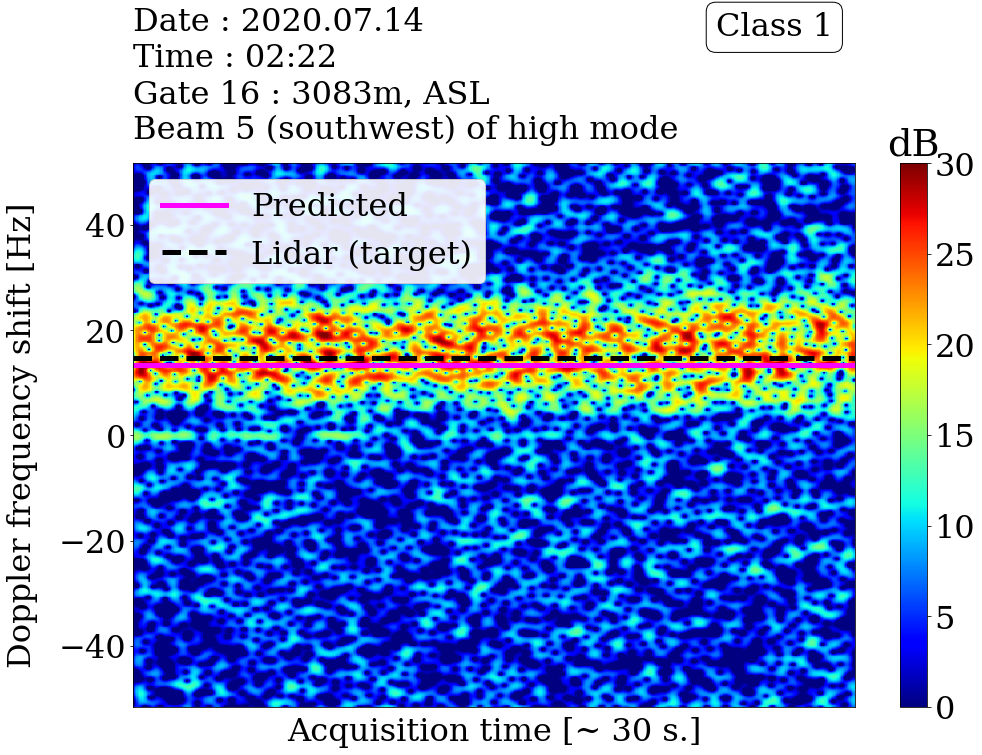 Date : 2020.07.14
Time : 02:22
Gate 16 : 3083m, ASL
Beam 5 (southwest) of high mode
Class 1
dB
Predicted
Lidar (target)
Doppler frequency shift [Hz]
40
20
0
−20
−40
30
25
20
15
10
5
0
Acquisition time [~ 30 s.]